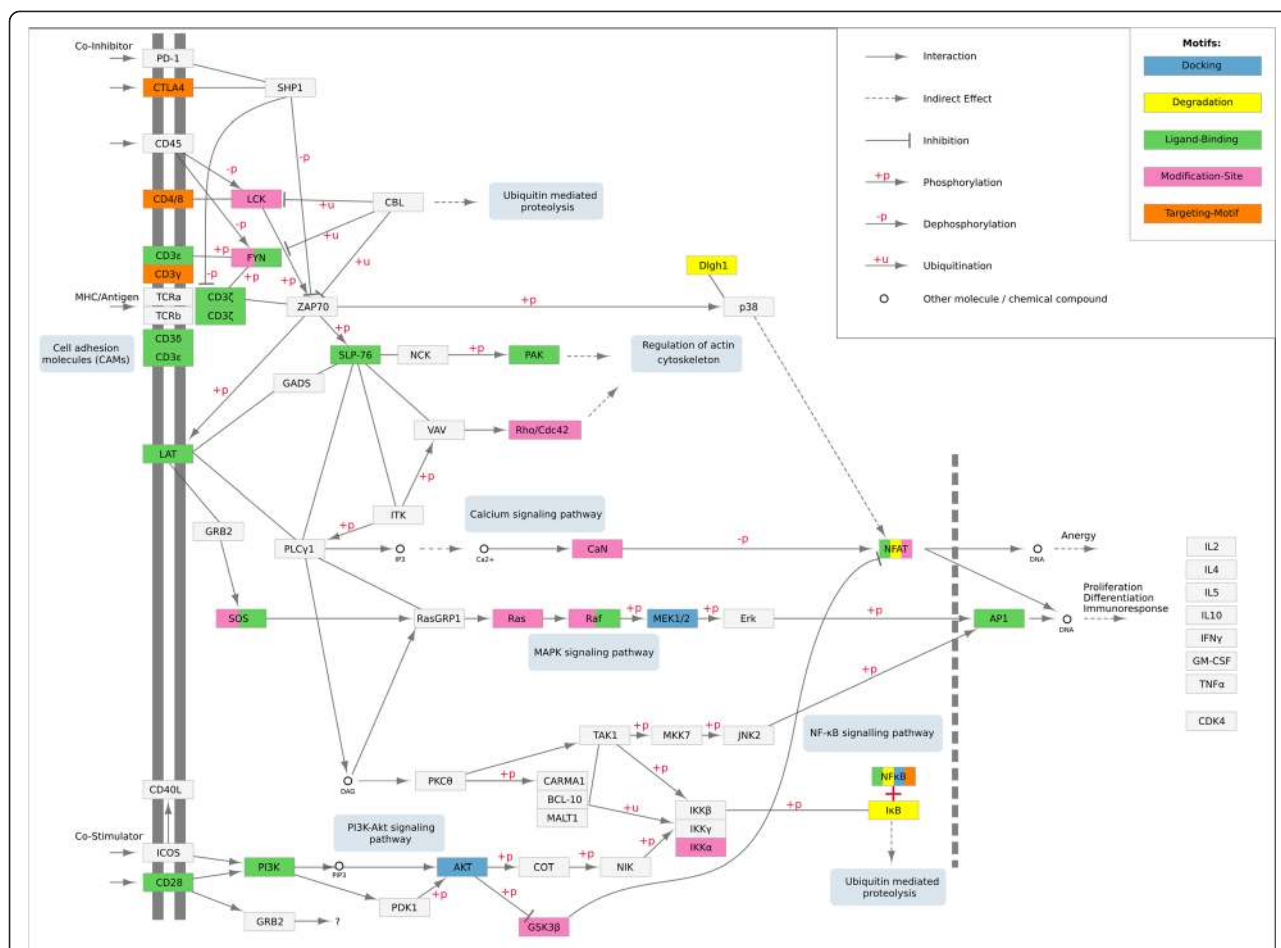 Co-Inhibitor
PD-1
CTLA4
SHP1
CD45
-p
-p
CD4/8
LCK
+u
CBL
Ubiquitin mediated
proteolysis
-p
+u
+u
CD3ε
+p
FYN
CD3γ
-p
+p
+p
MHC/Antigen
TCRa
CD3ζ
TCRb
CD3ζ
ZAP70
+p
Dlgh1
p38
Cell adhesion
molecules (CAMs)
CD3δ
CD3ε
+p
SLP-76
NCK
+p
PAK
Regulation of actin
cytoskeleton
+p
GADS
VAV
Rho/Cdc42
LAT
+p
ITK
+p
GRB2
PLCγ1
IP3
Calcium signaling pathway
Ca2+
CaN
-p
NFAT
DNA
Anergy
Proliferation
Differentiation
Immunoresponse
SOS
RasGRP1
Ras
Raf
+p
MEK1/2
+p
Erk
+p
AP1
DNA
MAPK signaling pathway
+p
IL2
IL4
IL5
IL10
IFNγ
GM-CSF
TNFα
CDK4
TAK1
+p
MKK7
+p
JNK2
NF-κB signalling pathway
DAG
PKCθ
+p
CARMA1
BCL-10
MALT1
+p
+u
IKKβ
IKKγ
IKKα
+p
NFκB
IκB
Ubiquitin mediated
proteolysis
CD40L
Co-Stimulator
ICOS
CD28
PI3K
PI3K-Akt signaling
pathway
PIP3
AKT
+p
COT
+p
NIK
+p
PDK1
+p
+p
GSK3β
GRB2
?
Interaction
Indirect Effect
Inhibition
+p
Phosphorylation
-p
Dephosphorylation
+u
Ubiquitination
Other molecule / chemical compound
Motifs:
Docking
Degradation
Ligand-Binding
Modification-Site
Targeting-Motif